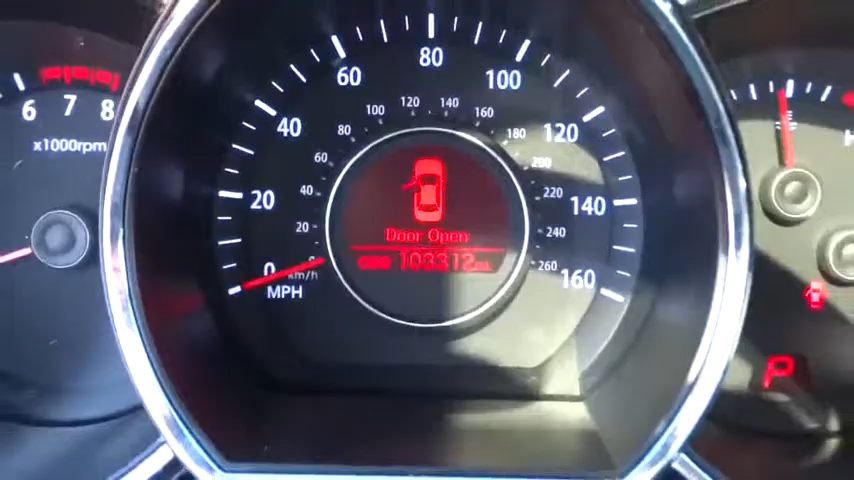 6 7 8
x1000rpm
0 20 40 60 80 100 120 140 160
MPH
20 40 60 80 100 120 140 160 180 200 220 240 260
km/h
Door Open
103312
P